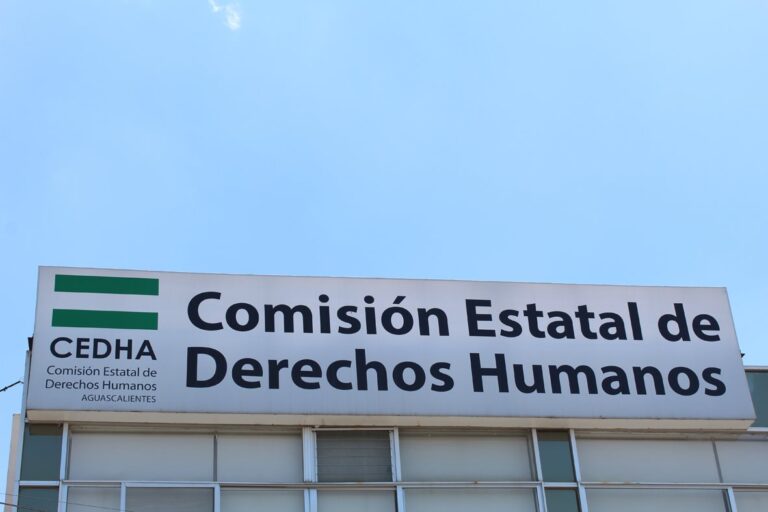 CEDHA
Comisión Estatal de
Derechos Humanos
AGUASCALIENTES
Comisión Estatal de
Derechos Humanos